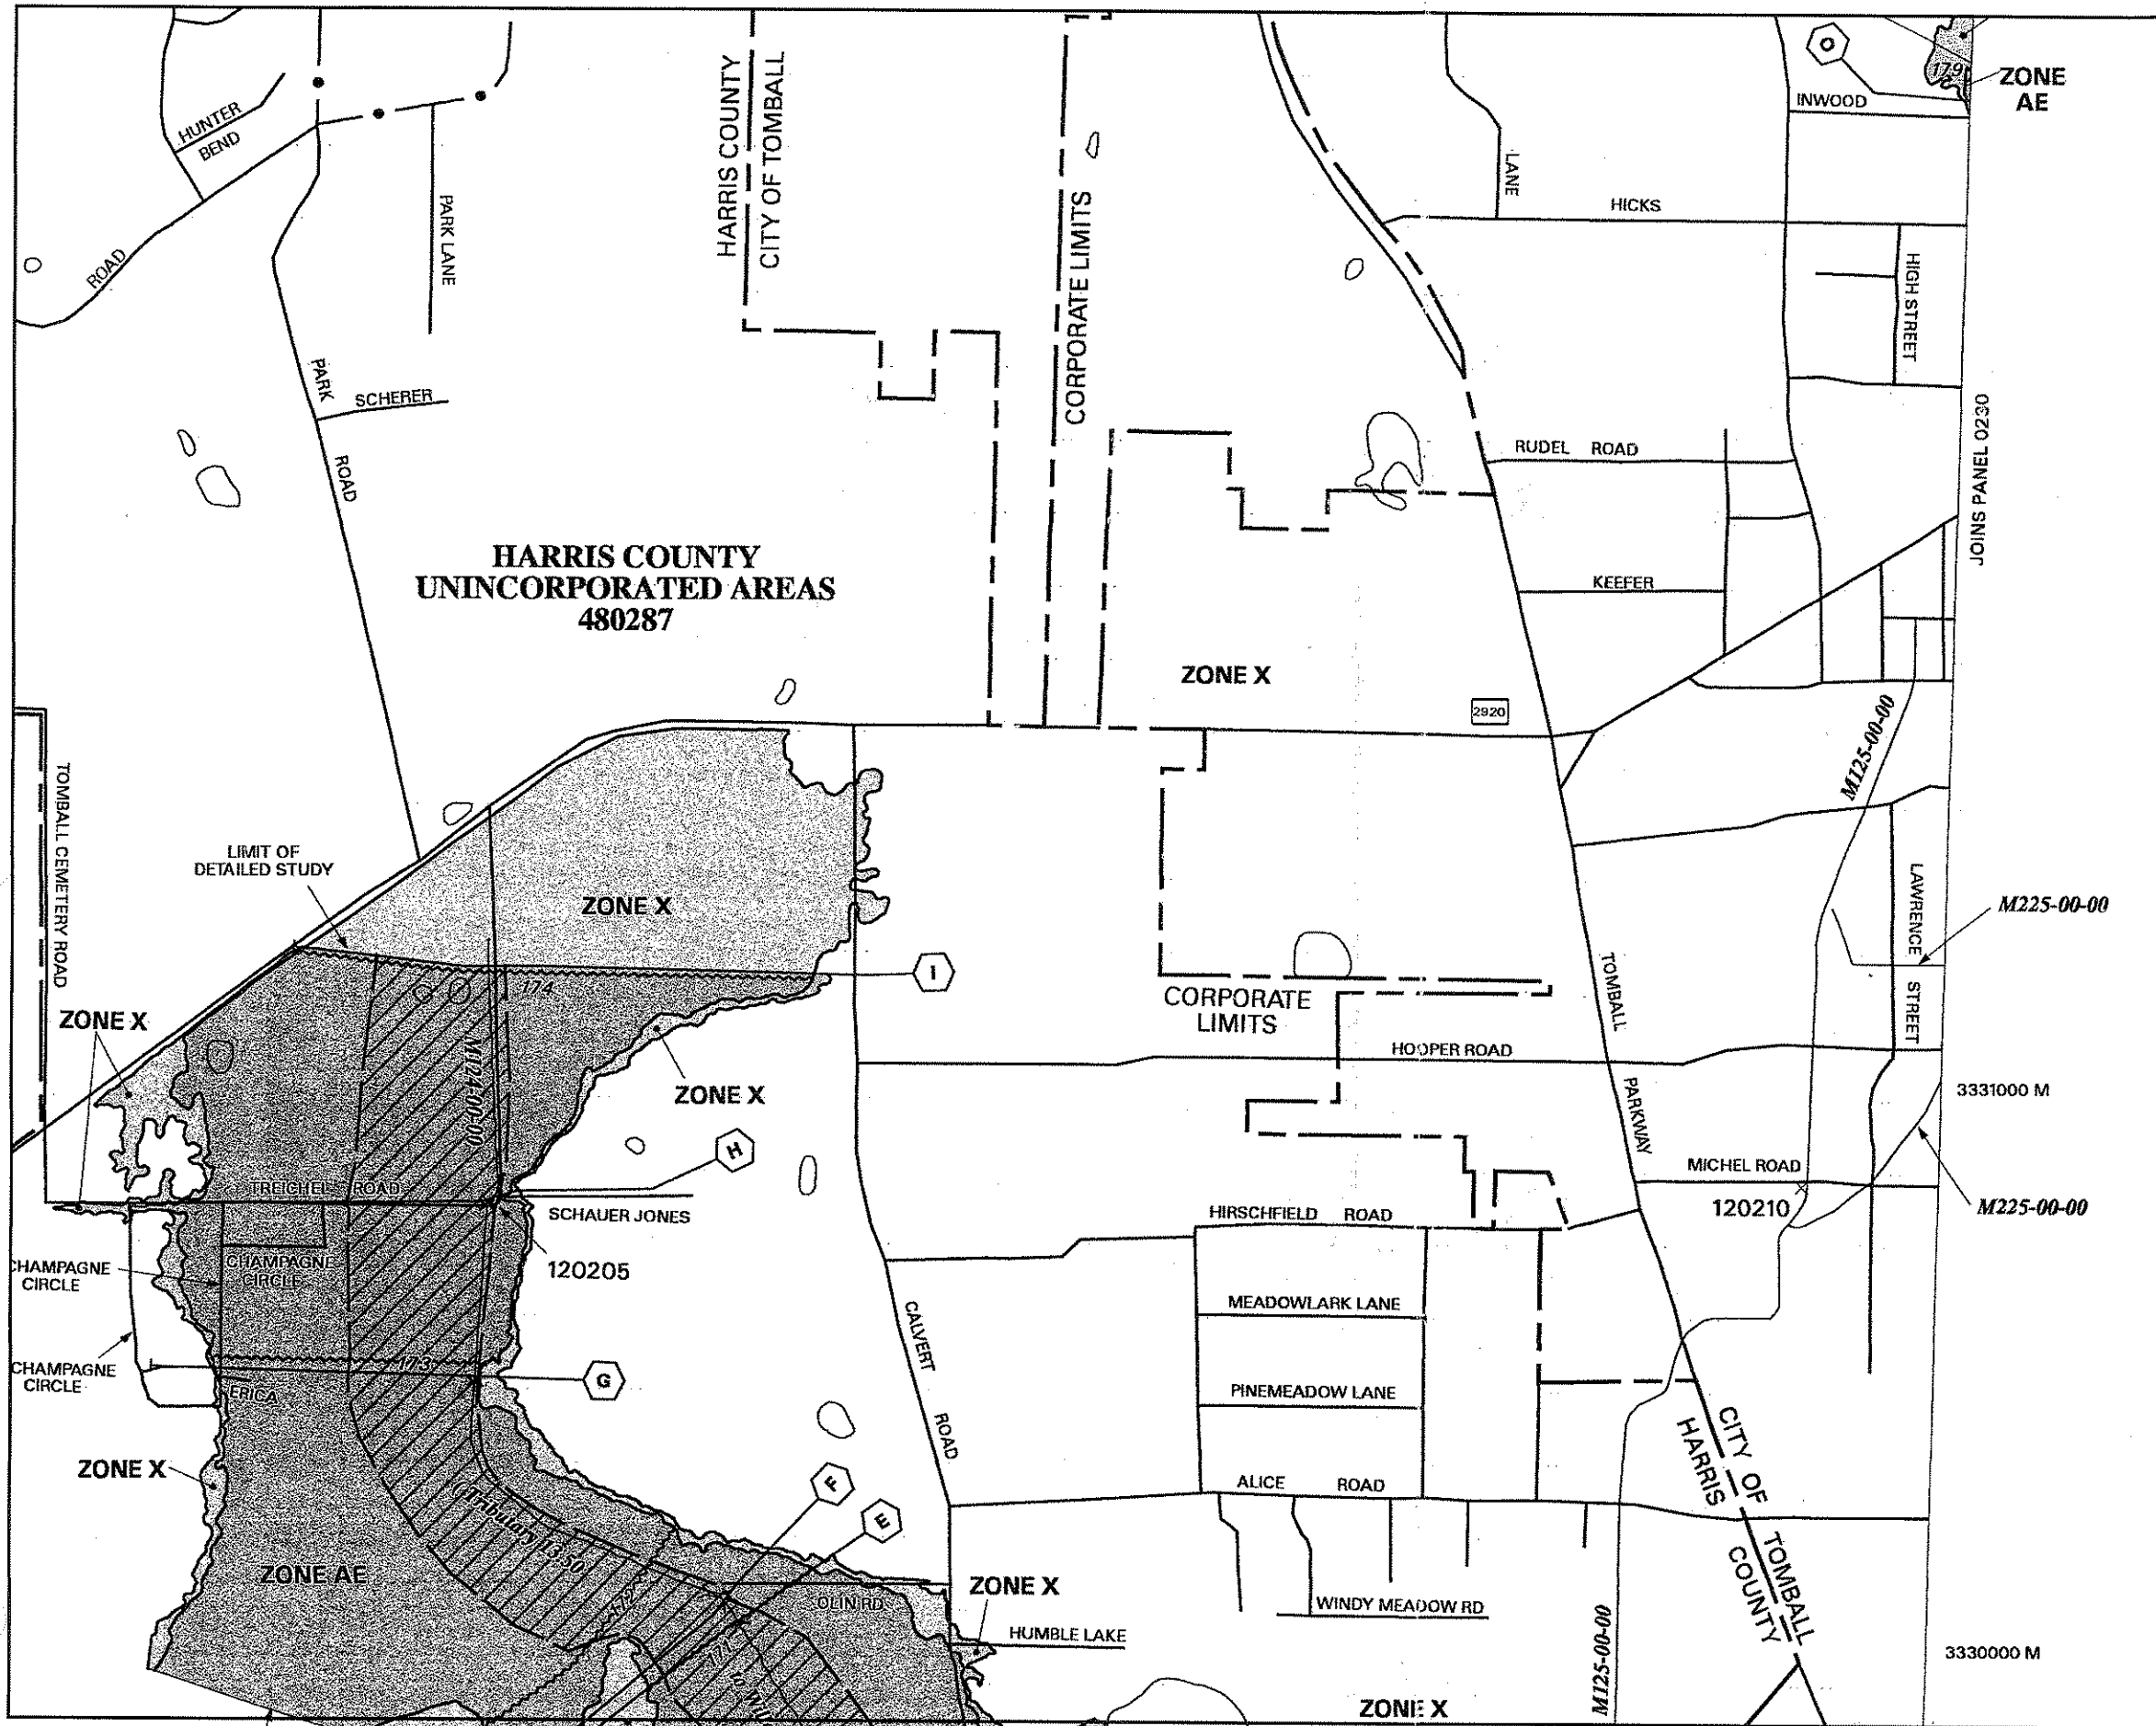 HUNTER
BEND
ROAD
PARK LANE
HARRIS COUNTY
CITY OF TOMBALL
CORPORATE LIMITS
LANE
O
179
ZONE
AE
INWOOD
HICKS
HIGH STREET
PARK
SCHERER
ROAD
RUDEL ROAD
JOINS PANEL 0230
HARRIS COUNTY
UNINCORPORATED AREAS
480287
KEEFER
ZONE X
2920
M125-00-00
TOMBALL CEMETERY ROAD
LIMIT OF
DETAILED STUDY
ZONE X
LAWRENCE
STREET
M225-00-00
I
174
CORPORATE
LIMITS
TOMBALL
PARKWAY
ZONE X
M124-00-00
HOOPER ROAD
ZONE X
3331000 M
H
MICHEL ROAD
TREICHEL ROAD
SCHAUER JONES
HIRSCHFIELD ROAD
120210
M225-00-00
CHAMPAGNE
CIRCLE
CHAMPAGNE
CIRCLE
120205
MEADOWLARK LANE
CALVERT
ROAD
173
CHAMPAGNE
CIRCLE
ERICA
G
PINEMEADOW LANE
CITY OF TOMBALL
HARRIS COUNTY
ZONE X
F
ALICE ROAD
E
(Tributary 13.50
ZONE AE
172
OLIN RD
ZONE X
WINDY MEADOW RD
HUMBLE LAKE
171
M125-00-00
3330000 M
ZONE X